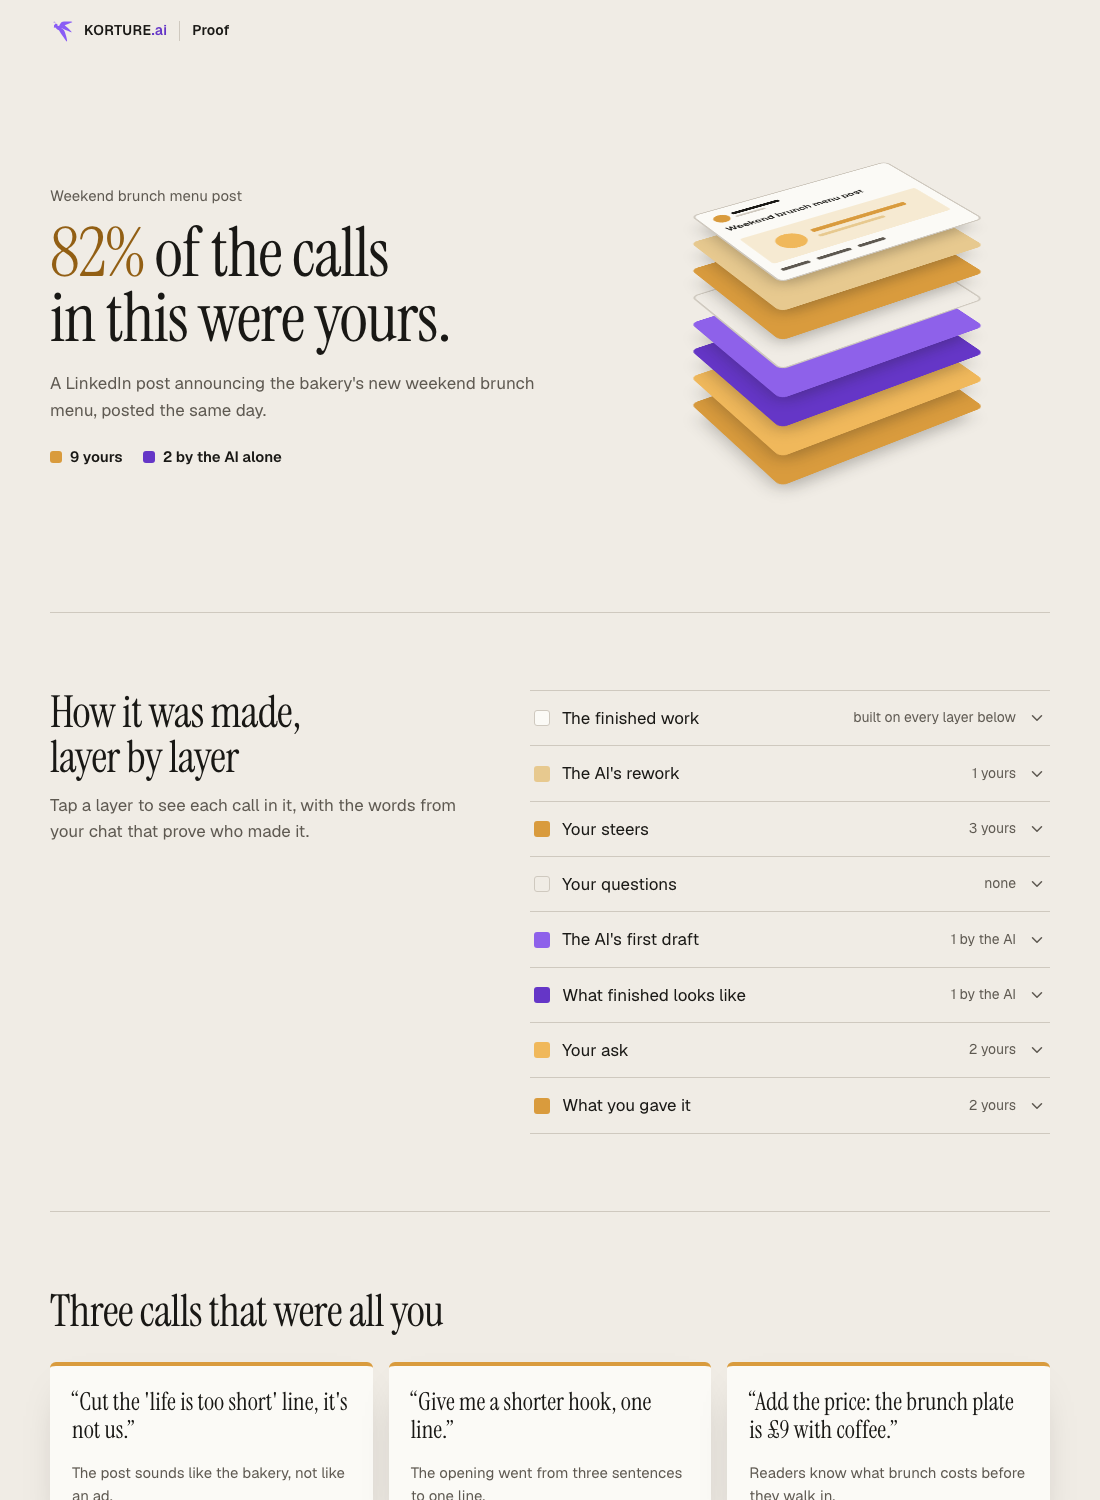 KORTURE.ai
Proof
Weekend brunch menu post
82% of the calls
in this were yours.
A LinkedIn post announcing the bakery's new weekend brunch
menu, posted the same day.
9 yours
2 by the AI alone
Weekend brunch menu post
How it was made,
layer by layer
Tap a layer to see each call in it, with the words from
your chat that prove who made it.
The finished work
built on every layer below
The AI's rework
1 yours
Your steers
3 yours
Your questions
none
The AI's first draft
1 by the AI
What finished looks like
1 by the AI
Your ask
2 yours
What you gave it
2 yours
Three calls that were all you
“Cut the 'life is too short' line, it's
not us.”
The post sounds like the bakery, not like
an ad.
“Give me a shorter hook, one
line.”
The opening went from three sentences
to one line.
“Add the price: the brunch plate
is £9 with coffee.”
Readers know what brunch costs before
they walk in.